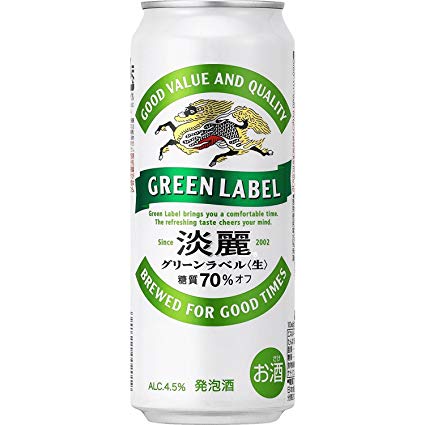 GOOD VALUE AND QUALITY
GREEN LABEL
Green Label brings you a comfortable time.
The refreshing taste cheers your mind.
Since 淡麗 2002
グリーンラベル〈生〉
糖質70%オフ
BREWED FOR GOOD TIMES
さけ
お酒
ALC.4.5% 発泡酒